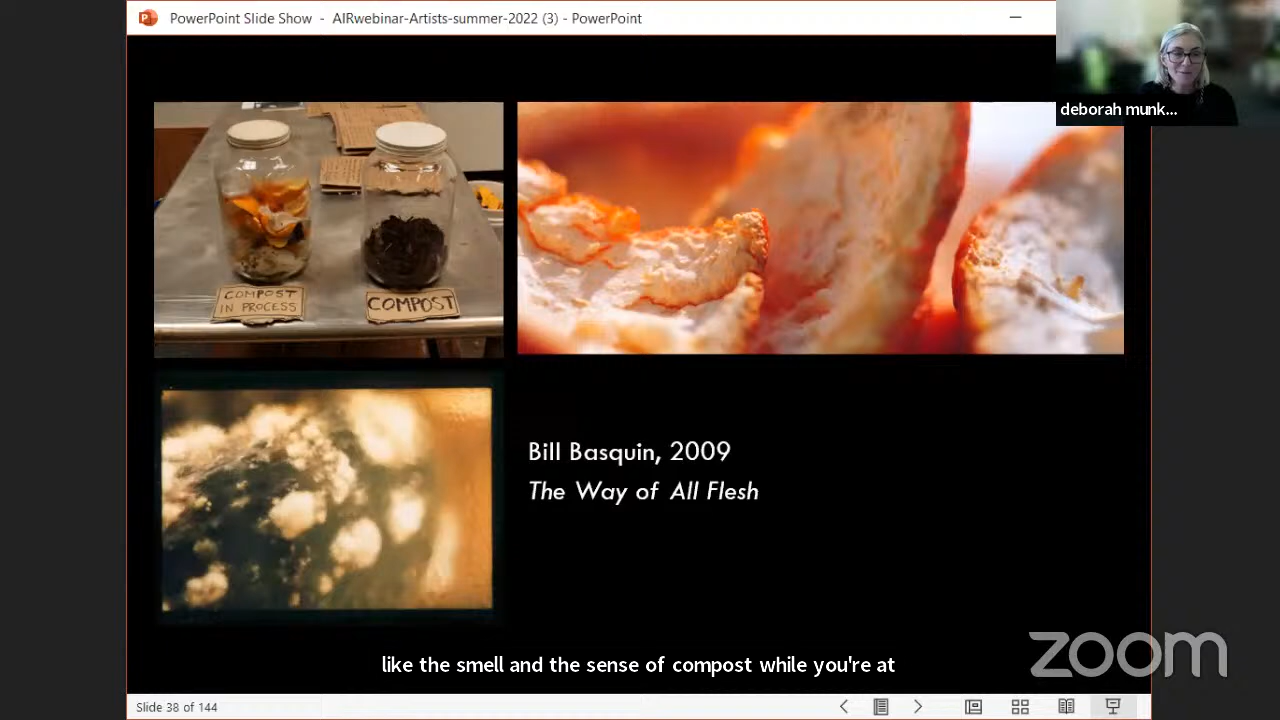 PowerPoint Slide Show - AIRwebinar-Artists-summer-2022 (3) - PowerPoint
deborah munk...
COMPOST
IN PROCESS
COMPOST
Bill Basquin, 2009
The Way of All Flesh
like the smell and the sense of compost while you're at
zoom
Slide 38 of 144